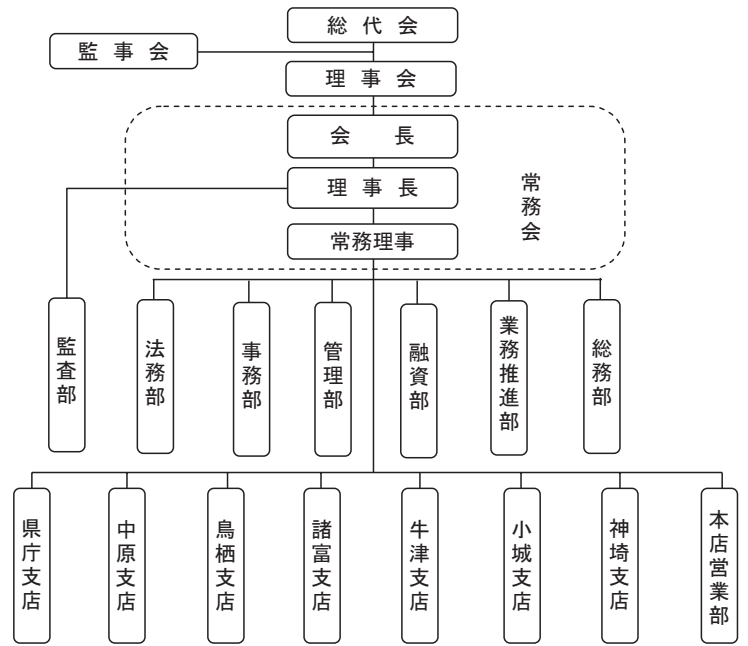 総代会
監事会
理事会
会長
理事長
常務理事
常務会
監査部
法務部
事務部
管理部
融資部
業務推進部
総務部
県庁支店
中原支店
鳥栖支店
諸富支店
牛津支店
小城支店
神埼支店
本店営業部